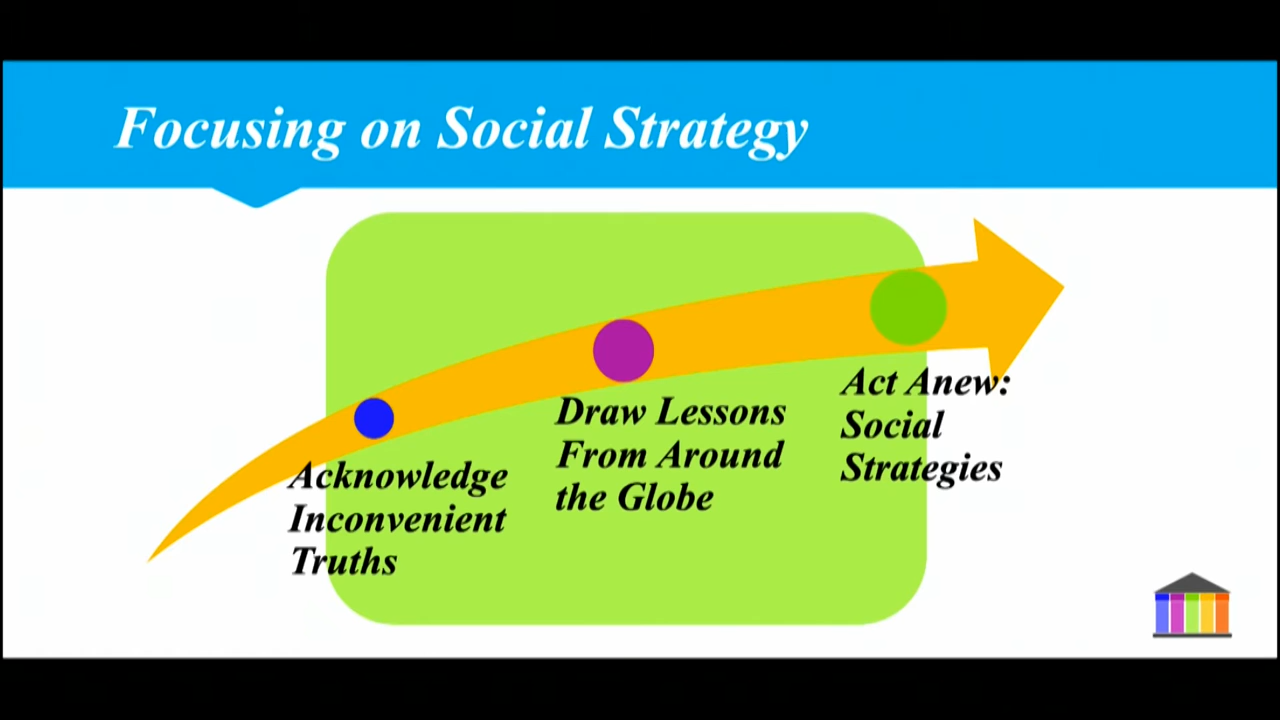 Focusing on Social Strategy
Acknowledge
Inconvenient
Truths
Draw Lessons
From Around
the Globe
Act Anew:
Social
Strategies